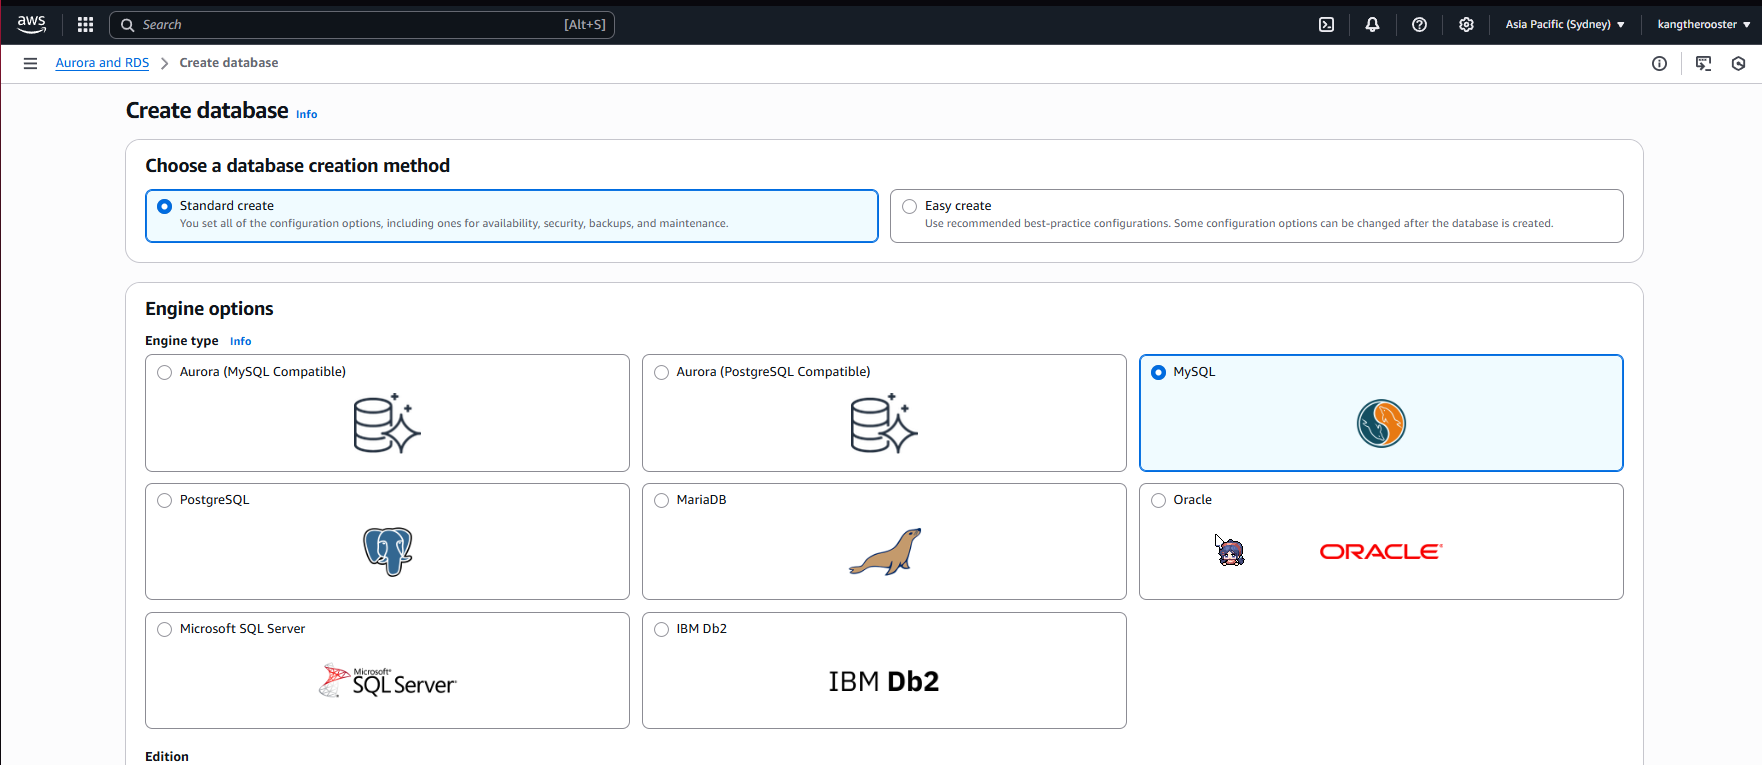 aws
Search [Alt+S]
Asia Pacific (Sydney)
kangtherooster
Aurora and RDS
Create database
Create database Info
Choose a database creation method
Standard create
You set all of the configuration options, including ones for availability, security, backups, and maintenance.
Easy create
Use recommended best-practice configurations. Some configuration options can be changed after the database is created.
Engine options
Engine type Info
Aurora (MySQL Compatible)
Aurora (PostgreSQL Compatible)
MySQL
PostgreSQL
MariaDB
Oracle
ORACLE®
Microsoft SQL Server
Microsoft®
SQL Server®
IBM Db2
IBM Db2
Edition